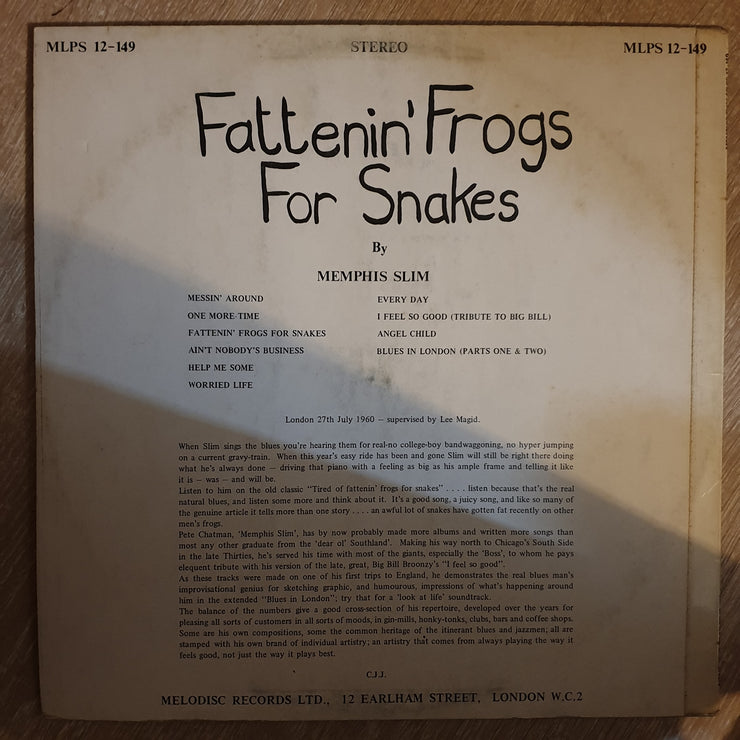 MLPS 12-149 STEREO MLPS 12-149
Fattenin' Frogs
For Snakes
By
MEMPHIS SLIM
MESSIN' AROUND
ONE MORE-TIME
FATTENIN' FROGS FOR SNAKES
AIN'T NOBODY'S BUSINESS
HELP ME SOME
WORRIED LIFE
EVERY DAY
I FEEL SO GOOD (TRIBUTE TO BIG BILL)
ANGEL CHILD
BLUES IN LONDON (PARTS ONE & TWO)
London 27th July 1960 — supervised by Lee Magid.
When Slim sings the blues you're hearing them for real-no college-boy bandwaggoning, no hyper jumping
on a current gravy-train. When this year's easy ride has been and gone Slim will still be right there doing
what he's always done — driving that piano with a feeling as big as his ample frame and telling it like
it is — was — and will be.
Listen to him on the old classic "Tired of fattenin' frogs for snakes" . . . . listen because that's the real
natural blues, and listen some more and think about it. It's a good song, a juicy song, and like so many of
the genuine article it tells more than one story . . . . an awful lot of snakes have gotten fat recently on other
men's frogs.
Pete Chatman, 'Memphis Slim', has by now probably made more albums and written more songs than
most any other graduate from the 'dear ol' Southland'. Making his way north to Chicago's South Side
in the late Thirties, he's served his time with most of the giants, especially the 'Boss', to whom he pays
elequent tribute with his version of the late, great, Big Bill Broonzy's "I feel so good".
As these tracks were made on one of his first trips to England, he demonstrates the real blues man's
improvisational genius for sketching graphic, and humourous, impressions of what's happening around
him in the extended "Blues in London"; try that for a 'look at life' soundtrack.
The balance of the numbers give a good cross-section of his repertoire, developed over the years for
pleasing all sorts of customers in all sorts of moods, in gin-mills, honky-tonks, clubs, bars and coffee shops.
Some are his own compositions, some the common heritage of the itinerant blues and jazzmen; all are
stamped with his own brand of individual artistry; an artistry that comes from always playing the way it
feels good, not just the way it plays best.
C.J.J.
MELODISC RECORDS LTD., 12 EARLHAM STREET, LONDON W.C.2